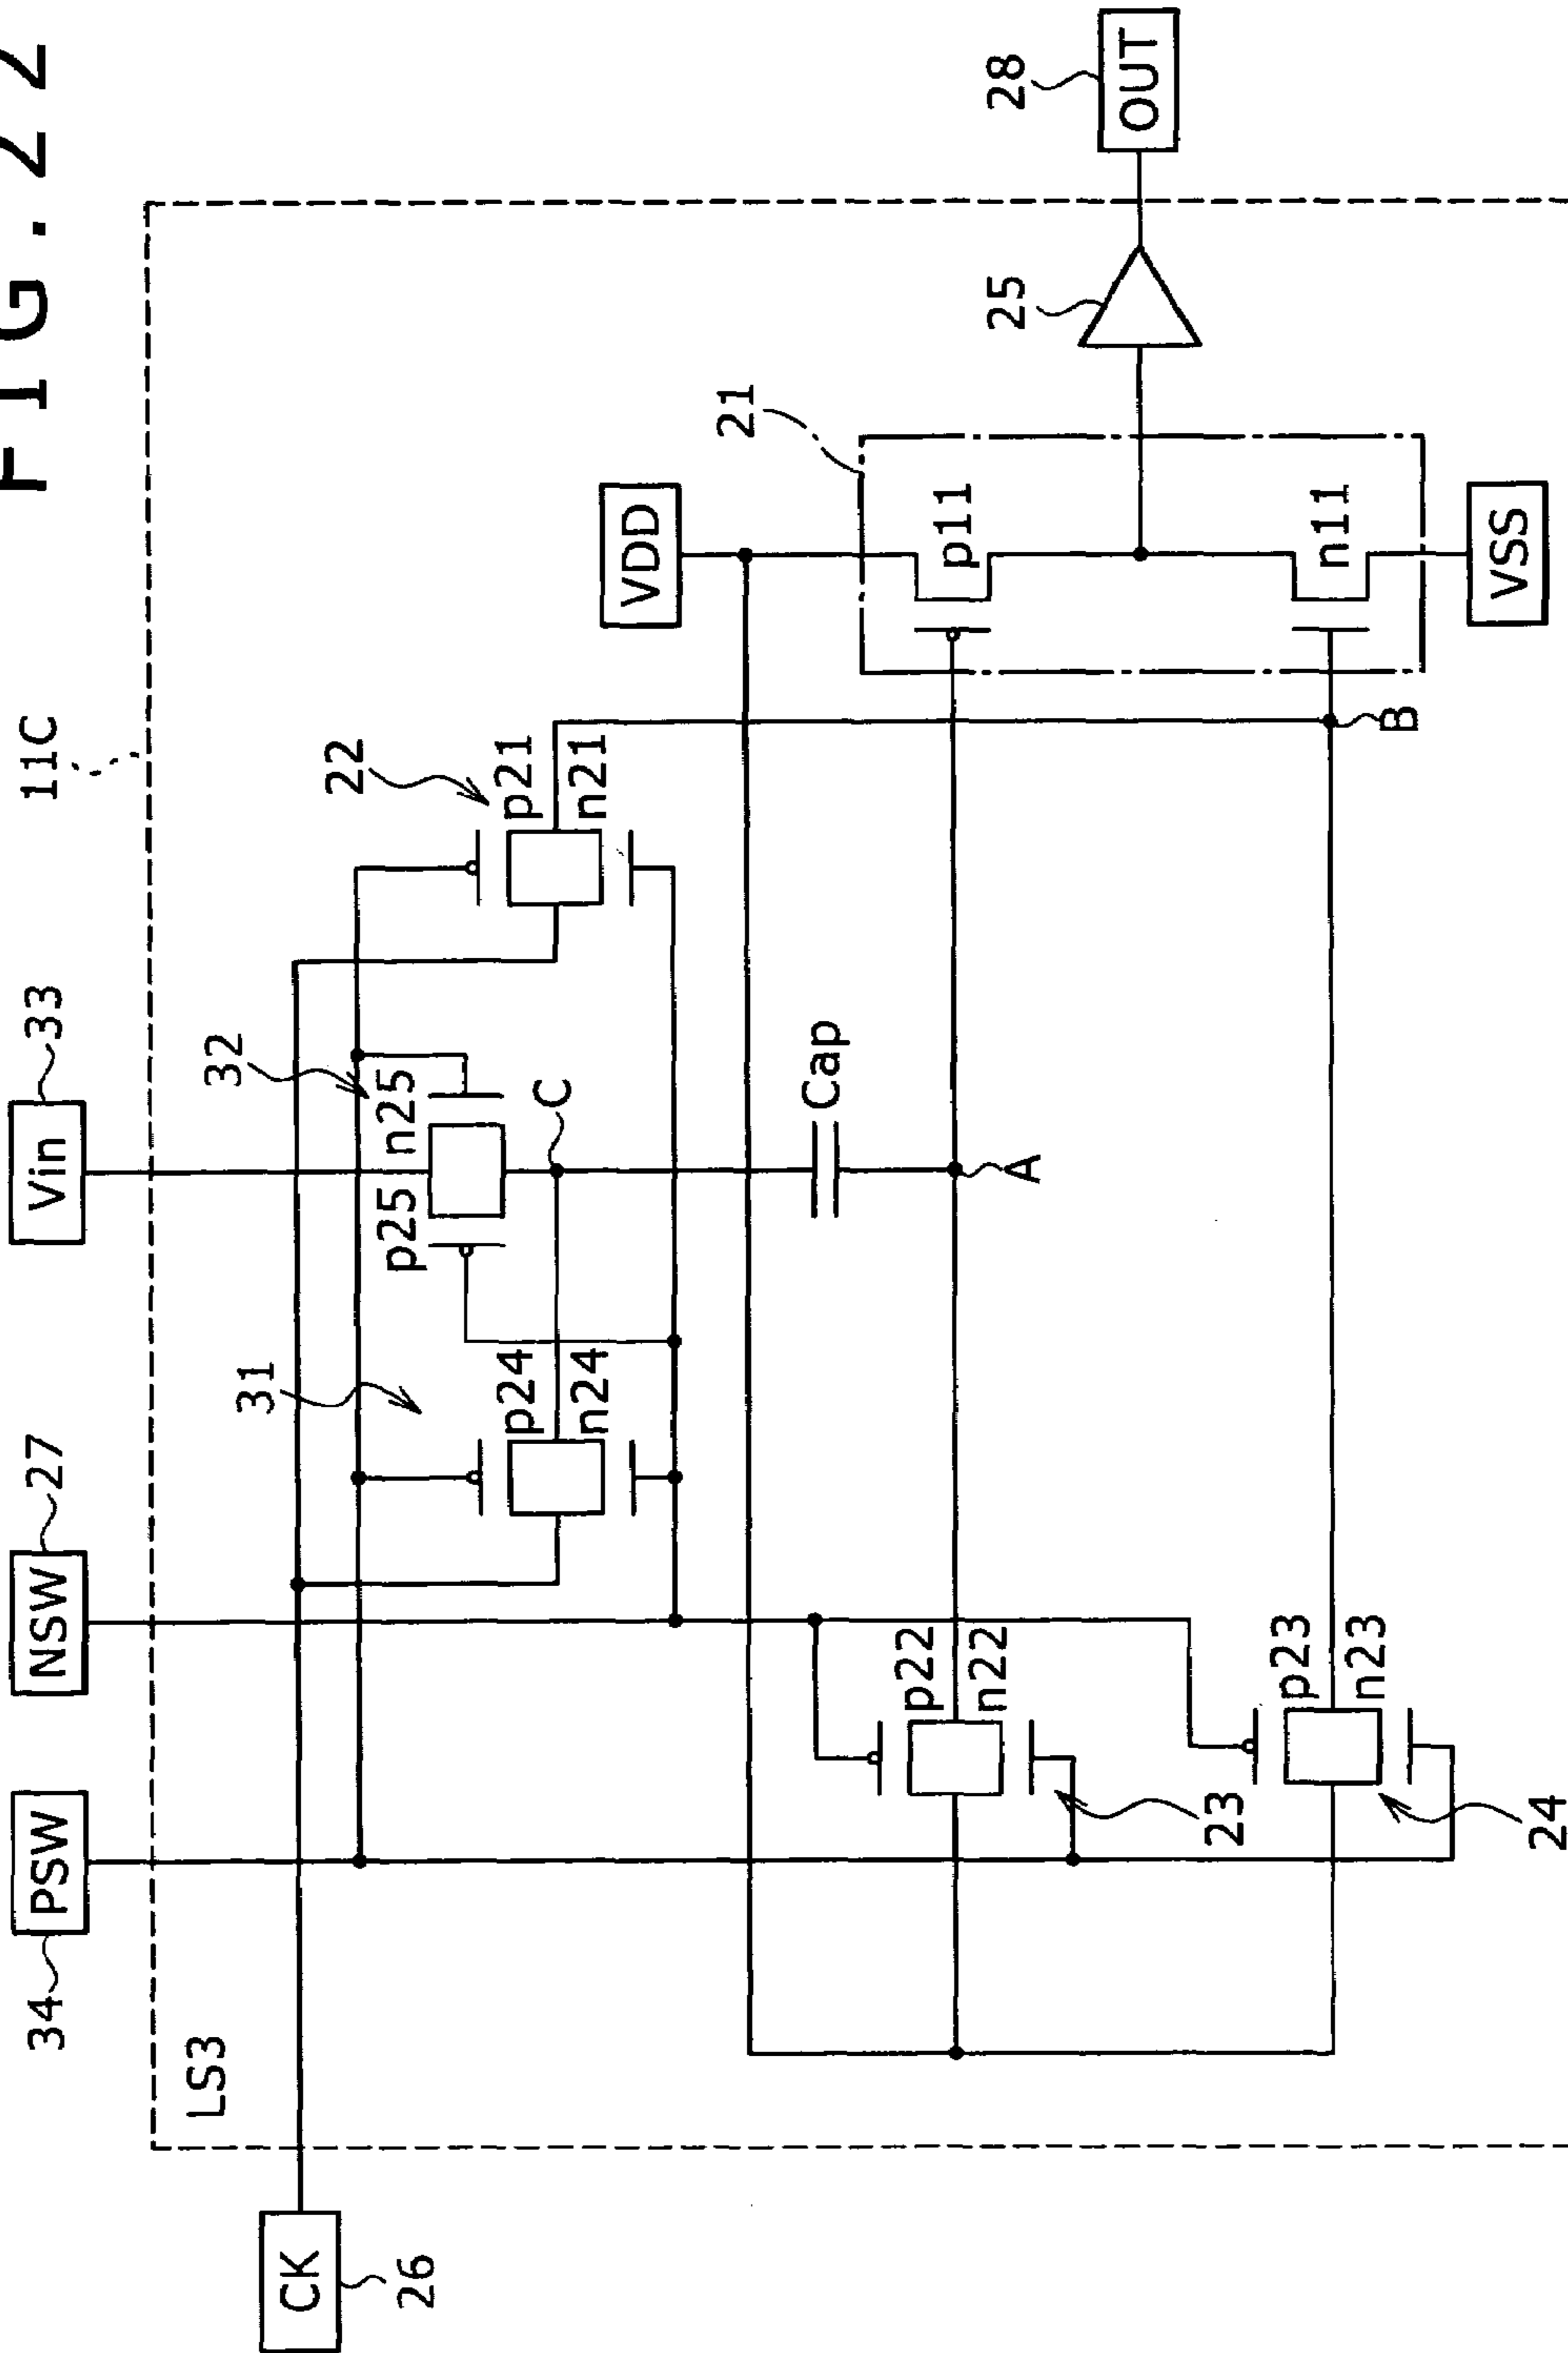 FIG.22
11C
34
PSW
NSW
27
Vin
33
LS3
CK
26
31
p24
n24
32
p25
n25
C
22
p21
n21
VDD
Cap
21
p11
25
28
OUT
p22
n22
A
23
p23
n23
24
B
n11
VSS